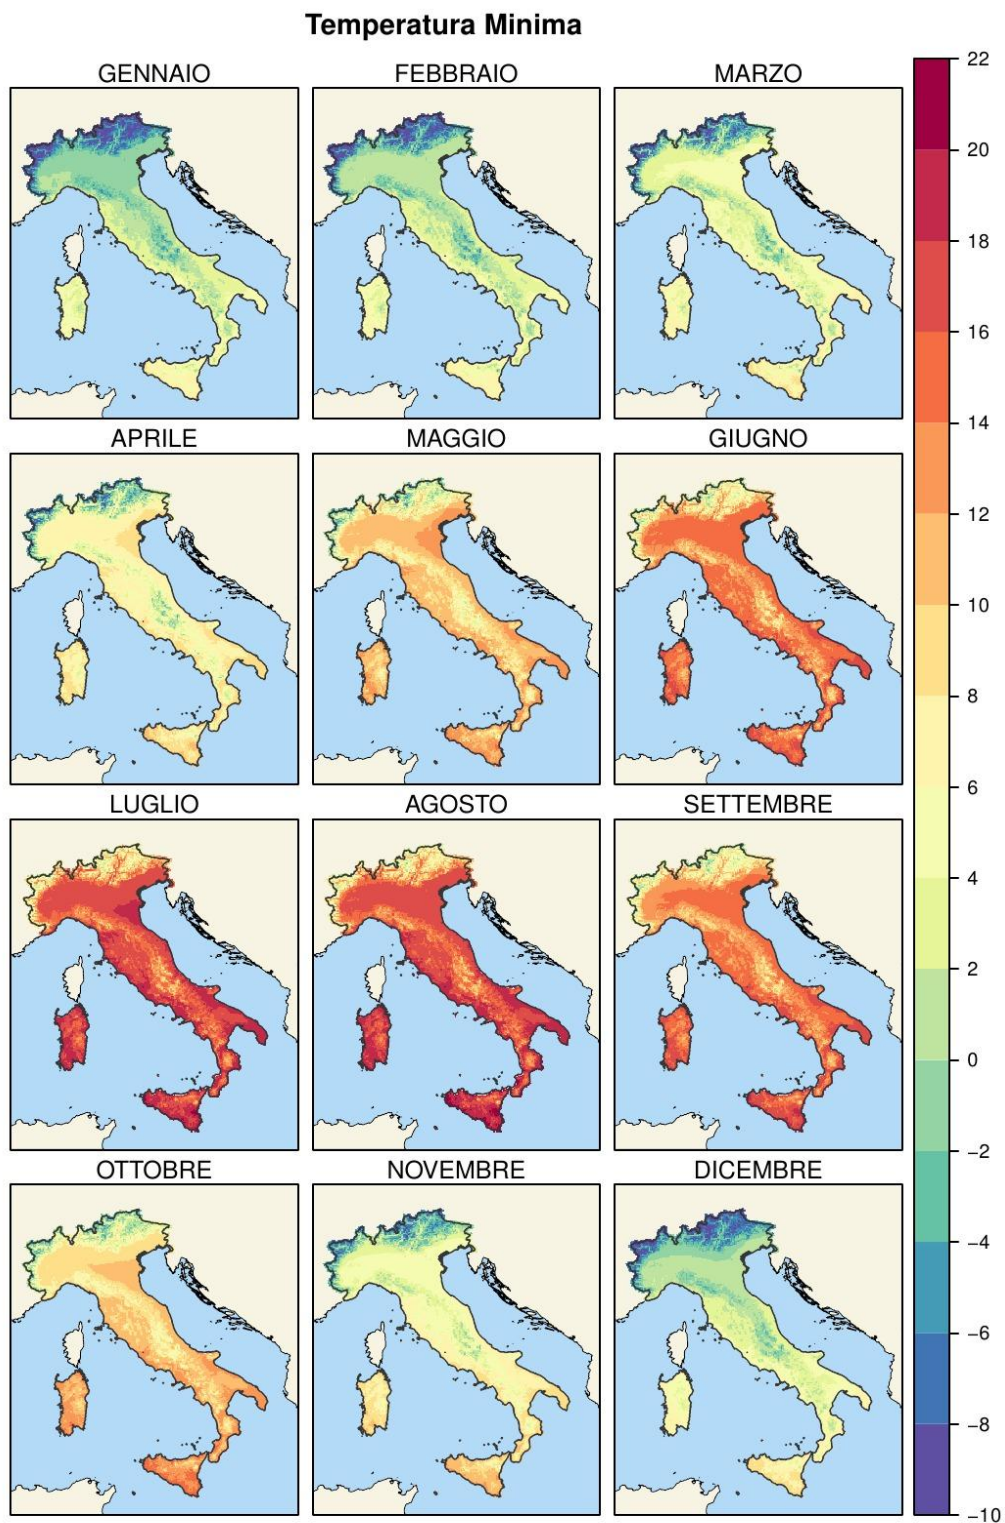 Temperatura Minima
GENNAIO
FEBBRAIO
MARZO
APRILE
MAGGIO
GIUGNO
LUGLIO
AGOSTO
SETTEMBRE
OTTOBRE
NOVEMBRE
DICEMBRE
22
20
18
16
14
12
10
8
6
4
2
0
−2
−4
−6
−8
−10